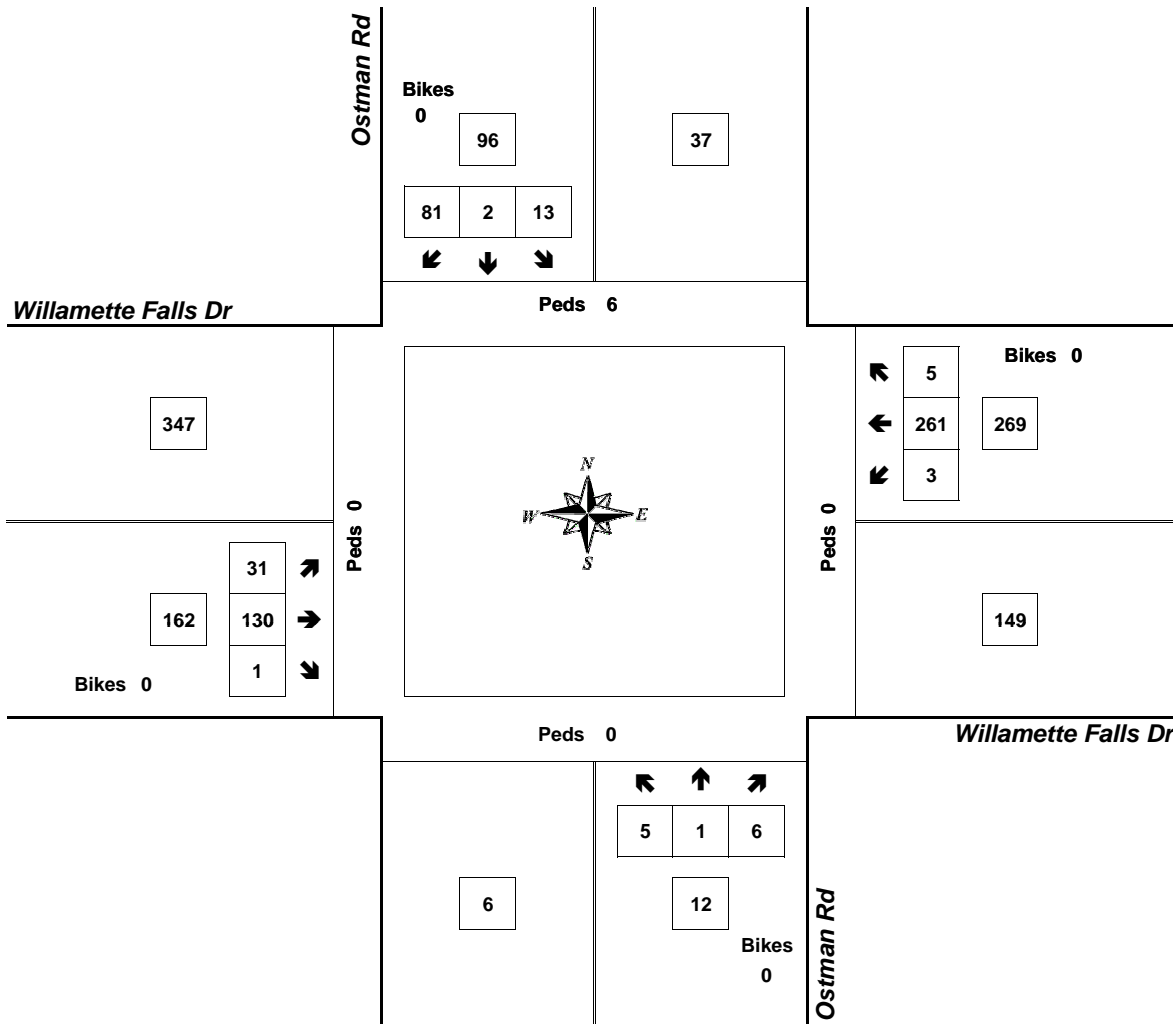 Ostman Rd
Bikes
0
96
37
81 2 13
Willamette Falls Dr
Peds 6
5
Bikes 0
347
261
269
3
N
W E
S
Peds 0
Peds 0
31
162
130
149
1
Bikes 0
Peds 0
Willamette Falls Dr
5 1 6
6
12
Bikes
0
Ostman Rd